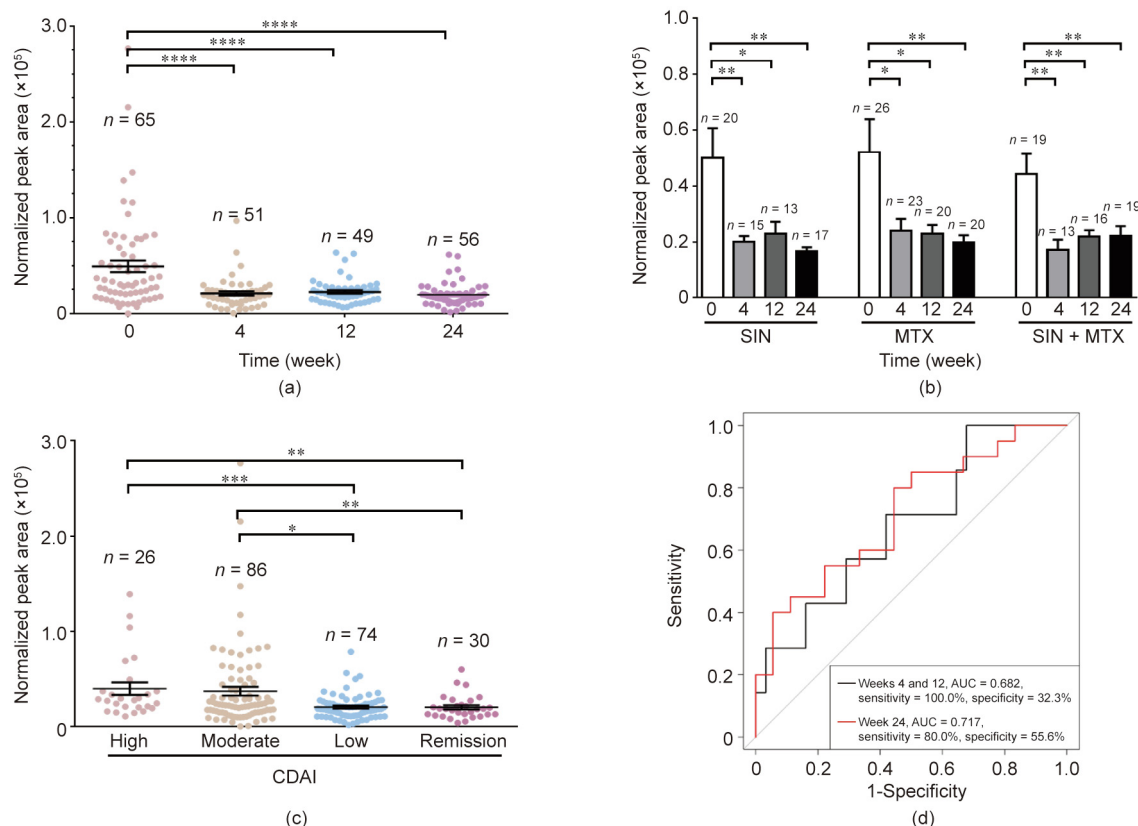 3.0
2.0
1.0
0
Normalized peak area (×10⁵)
****
****
****
n = 65
n = 51
n = 49
n = 56
0 4 12 24
Time (week)
(a)
1.0
0.8
0.6
0.4
0.2
0
Normalized peak area (×10⁵)
**
*
**
**
*
*
**
**
**
n = 20
n = 15
n = 13
n = 17
n = 26
n = 23
n = 20
n = 20
n = 19
n = 13
n = 16
n = 19
0 4 12 24 0 4 12 24 0 4 12 24
SIN MTX SIN + MTX
Time (week)
(b)
3.0
2.0
1.0
0
Normalized peak area (×10⁵)
**
***
**
*
n = 26
n = 86
n = 74
n = 30
High Moderate Low Remission
CDAI
(c)
1.0
0.8
0.6
0.4
0.2
0
Sensitivity
Weeks 4 and 12, AUC = 0.682,
sensitivity = 100.0%, specificity = 32.3%
Week 24, AUC = 0.717,
sensitivity = 80.0%, specificity = 55.6%
0 0.2 0.4 0.6 0.8 1.0
1-Specificity
(d)